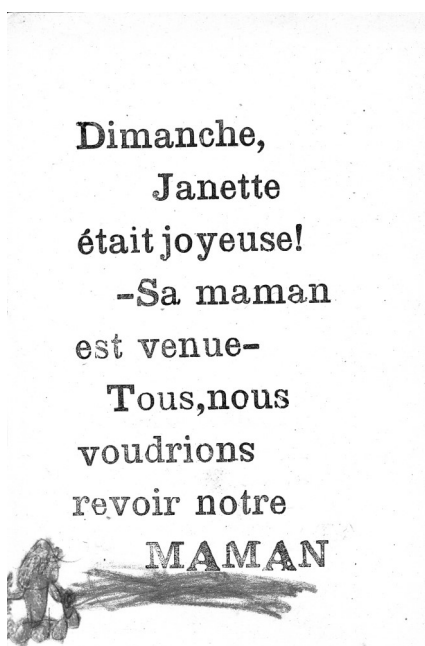 Dimanche,
Janette
était joyeuse!
-Sa maman
est venue-
Tous,nous
voudrions
revoir notre
MAMAN